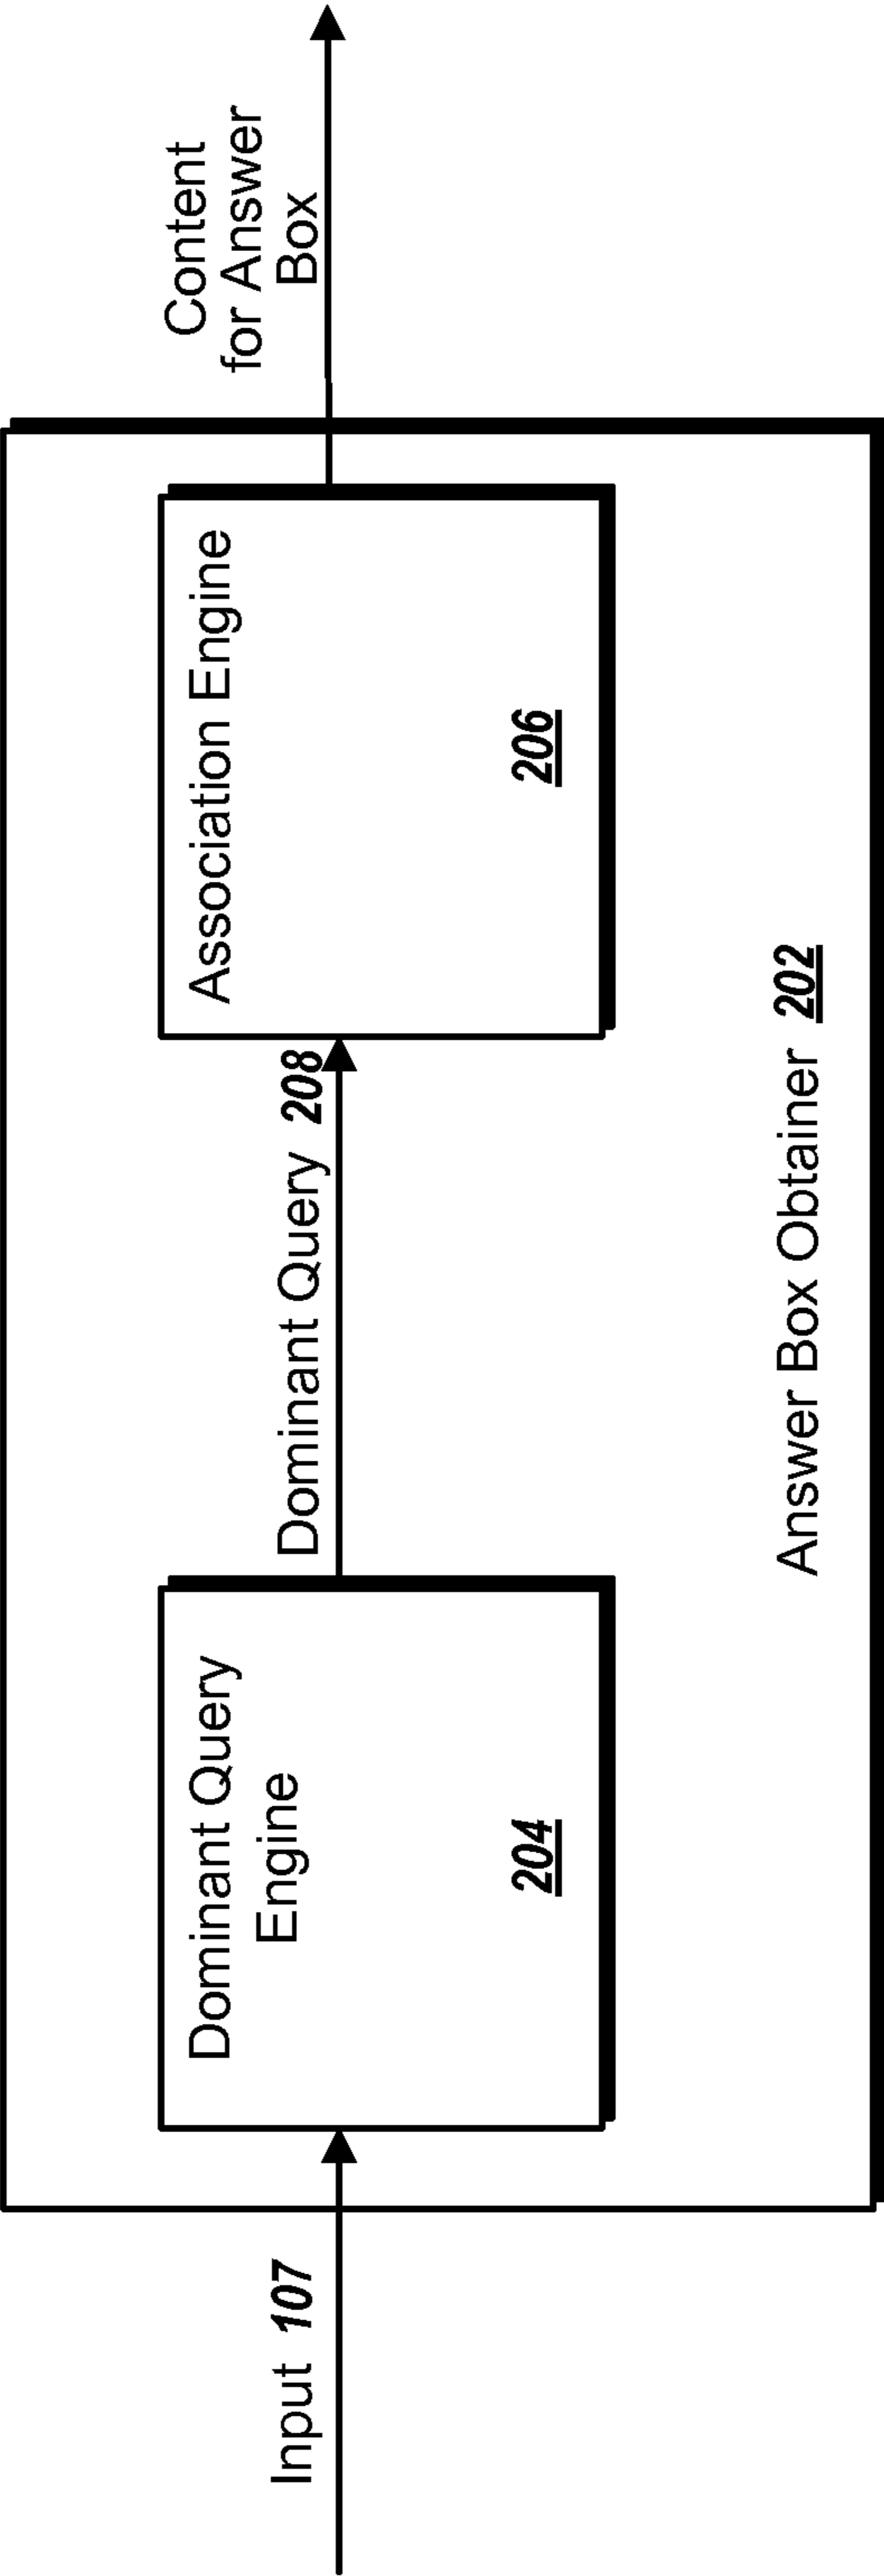 Input 107
Dominant Query
Engine
204
Dominant Query 208
Association Engine
206
Content
for Answer
Box
Answer Box Obtainer 202